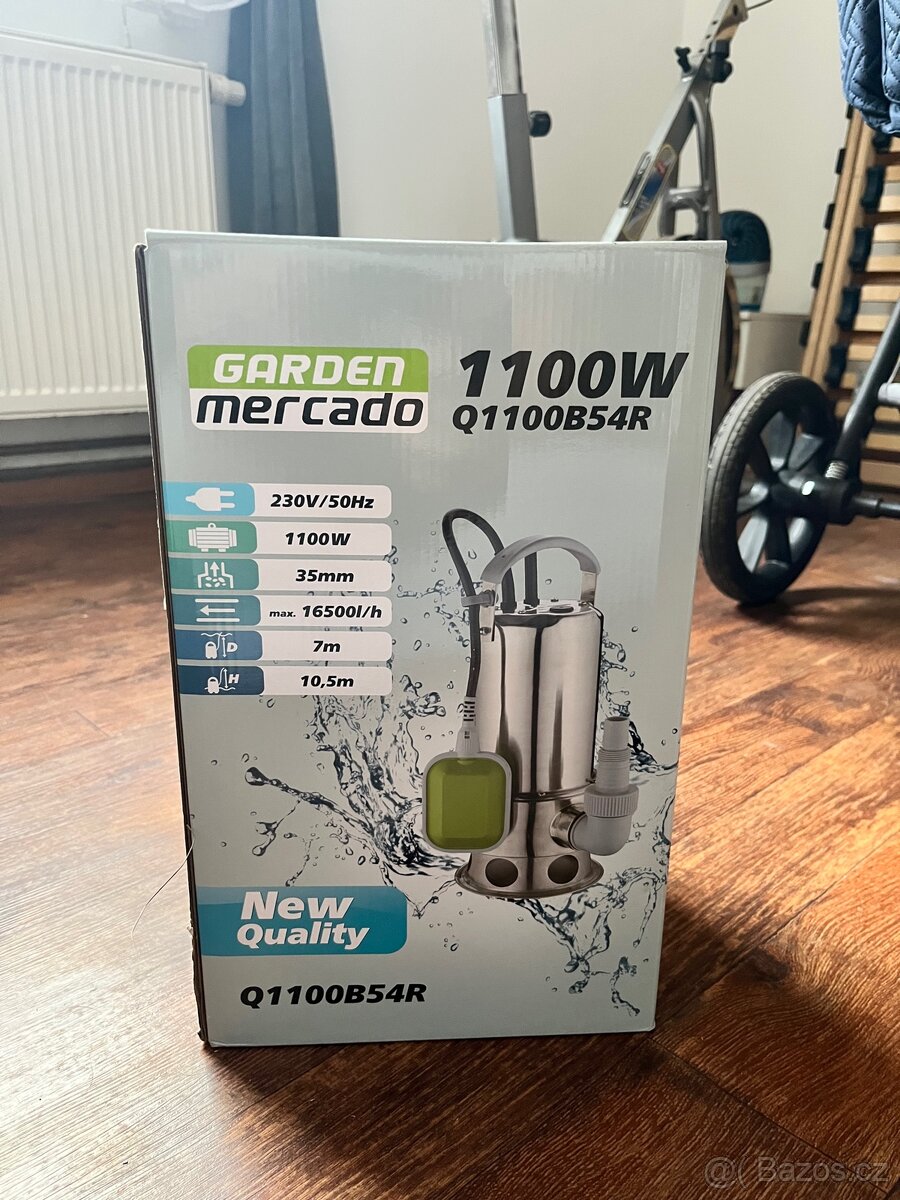 GARDEN
mercado
1100W
Q1100B54R
230V/50Hz
1100W
35mm
max. 16500l/h
D
7m
H
10,5m
New
Quality
Q1100B54R
@( Bazos.cz